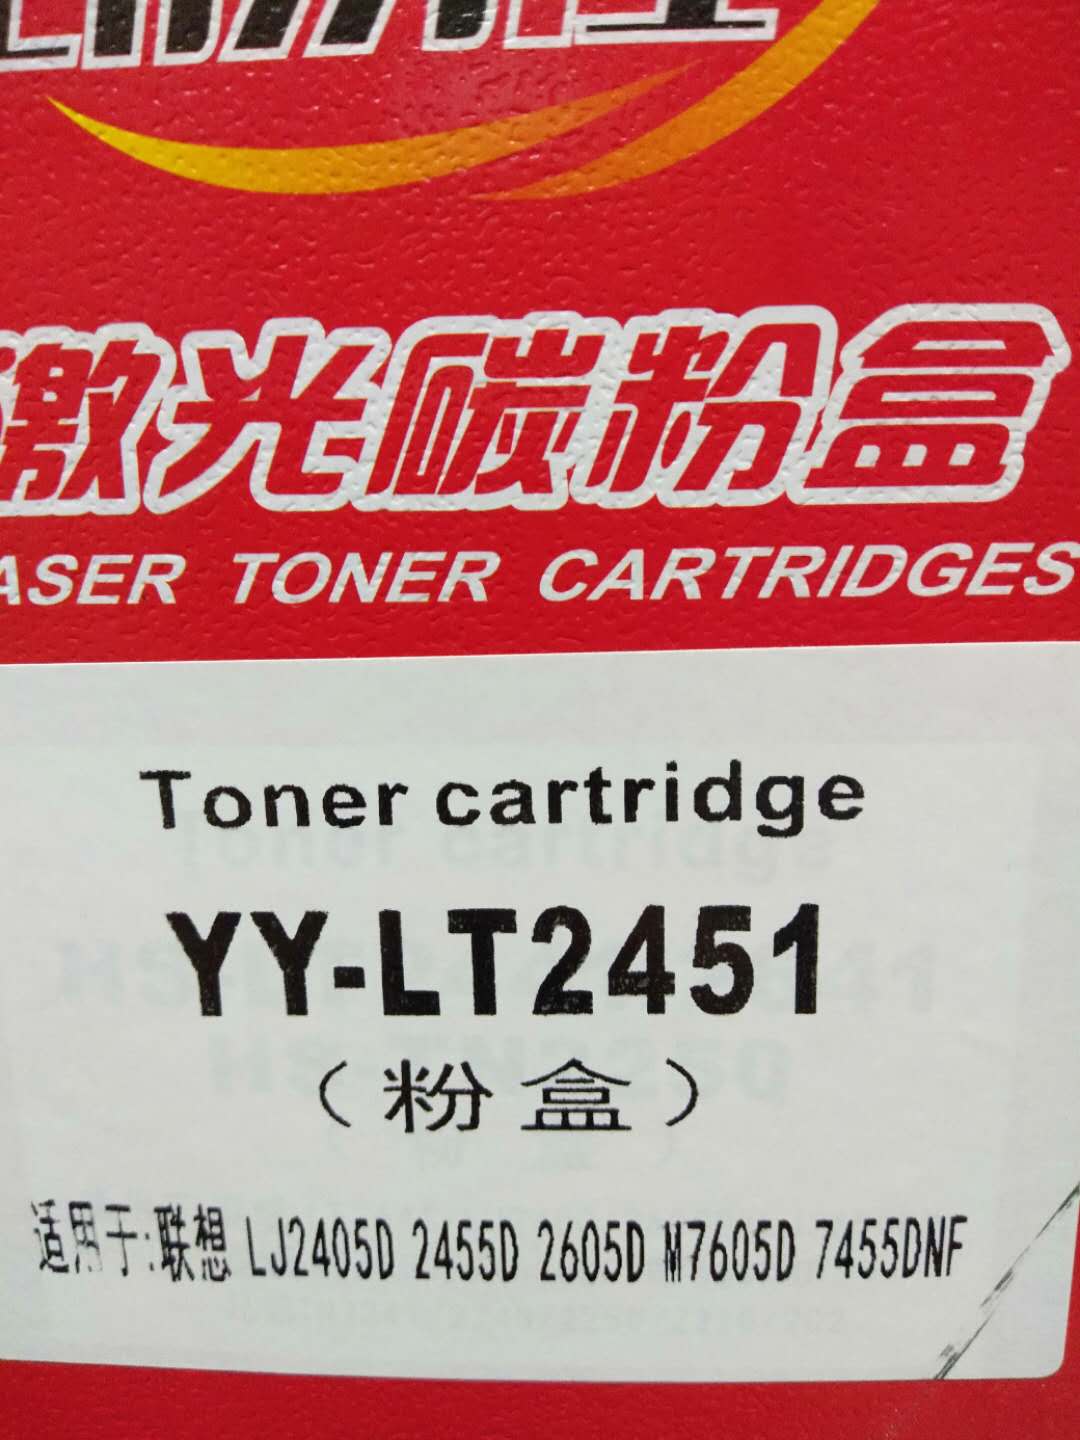 激光碳粉盒
LASER TONER CARTRIDGES
Toner cartridge
YY-LT2451
（粉盒）
适用于:联想 LJ2405D 2455D 2605D M7605D 7455DNF